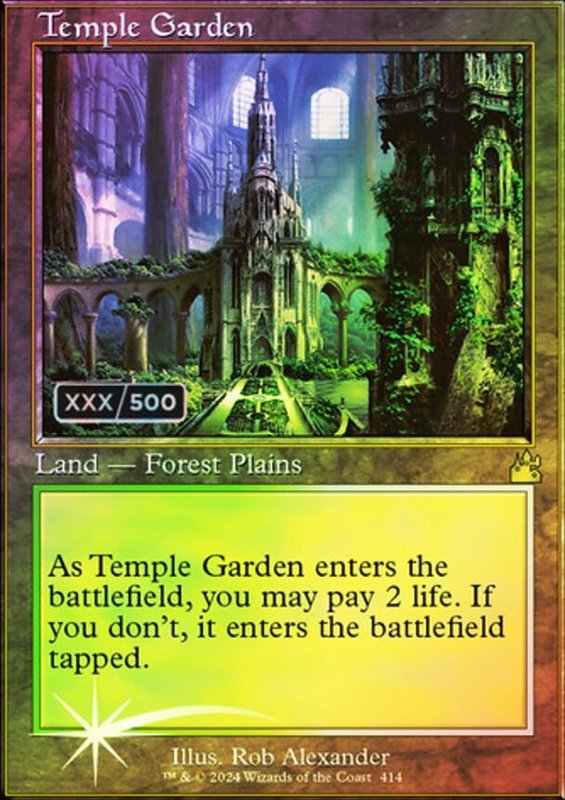 Temple Garden
XXX/500
Land — Forest Plains
As Temple Garden enters the
battlefield, you may pay 2 life. If
you don't, it enters the battlefield
tapped.
Illus. Rob Alexander
™ & © 2024 Wizards of the Coast 414